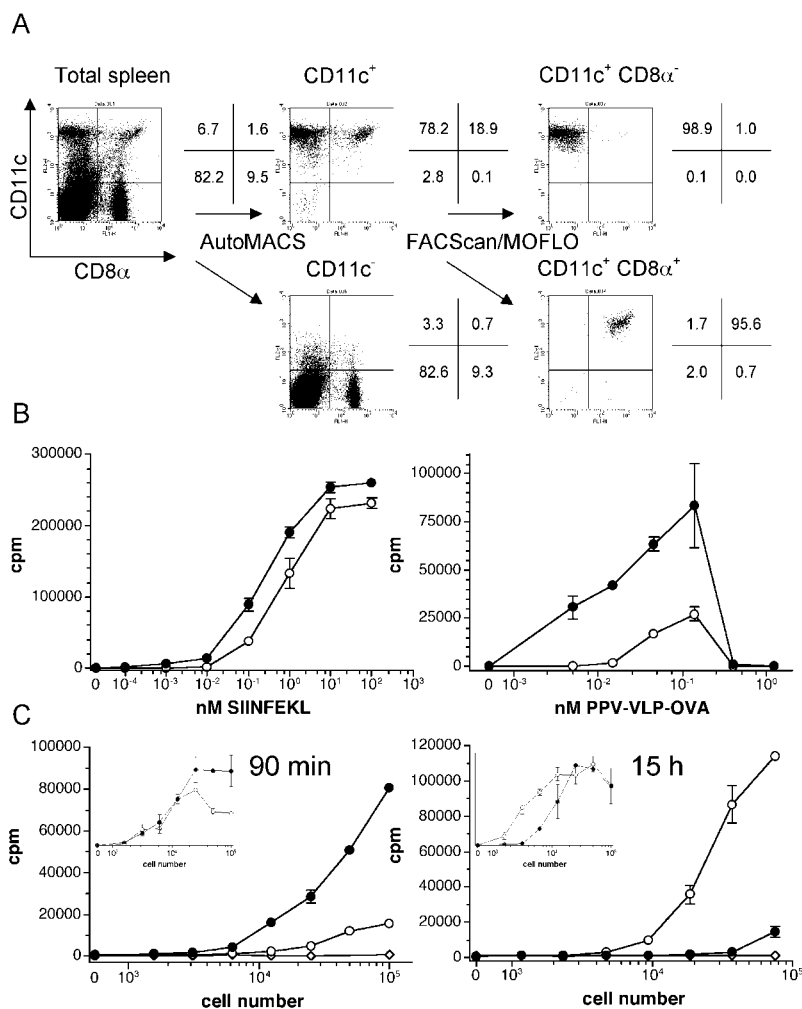 A
Total spleen
CD11c+
CD11c+ CD8α-
CD11c
6.7 1.6
82.2 9.5
78.2 18.9
2.8 0.1
98.9 1.0
0.1 0.0
FL1-H
FL1-H
FL1-H
AutoMACS
FACScan/MOFLO
CD8α
CD11c-
CD11c+ CD8α+
3.3 0.7
82.6 9.3
1.7 95.6
2.0 0.7
FL1-H
FL1-H
B
300000
200000
100000
0
cpm
0 10-4 10-3 10-2 10-1 100 101 102 103
nM SIINFEKL
100000
75000
50000
25000
0
cpm
0 10-3 10-2 10-1 100
nM PPV-VLP-OVA
C
90 min
100000
80000
60000
40000
20000
0
cpm
cell number
0 103 104 105
cell number
15 h
120000
100000
80000
60000
40000
20000
0
cpm
cell number
0 103 104 105
cell number